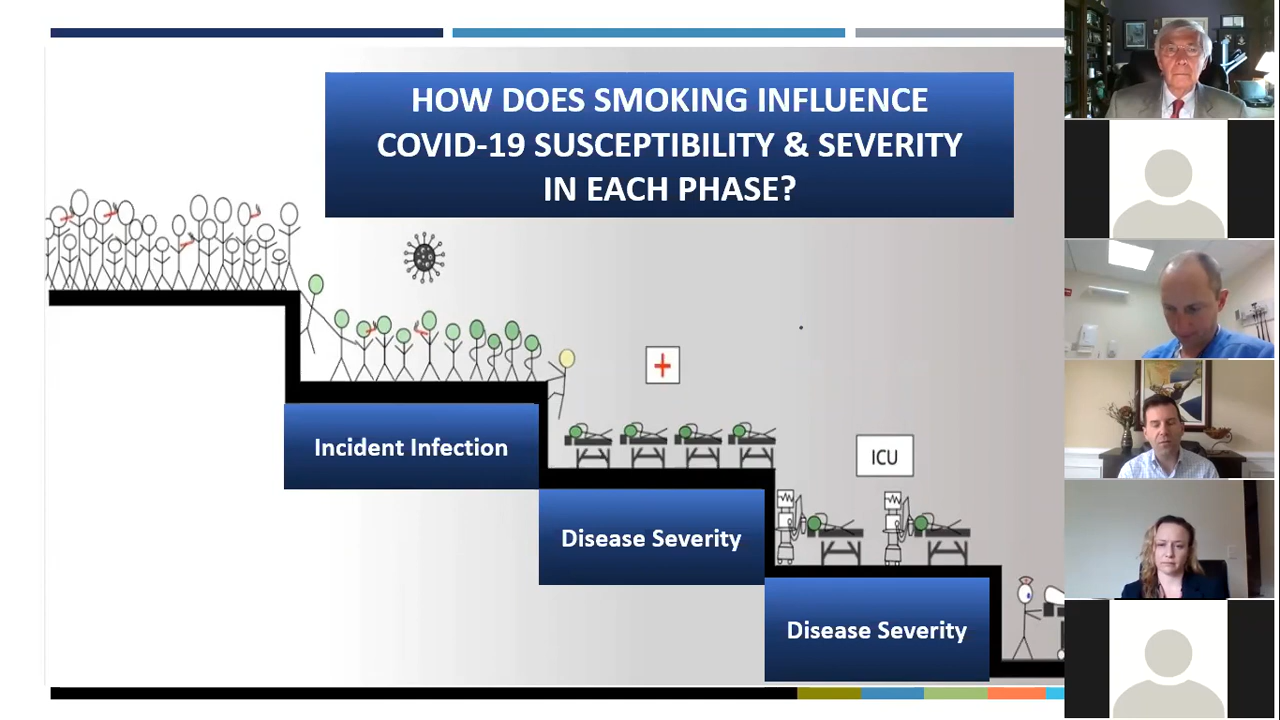 HOW DOES SMOKING INFLUENCE
COVID-19 SUSCEPTIBILITY & SEVERITY
IN EACH PHASE?
Incident Infection
ICU
Disease Severity
Disease Severity